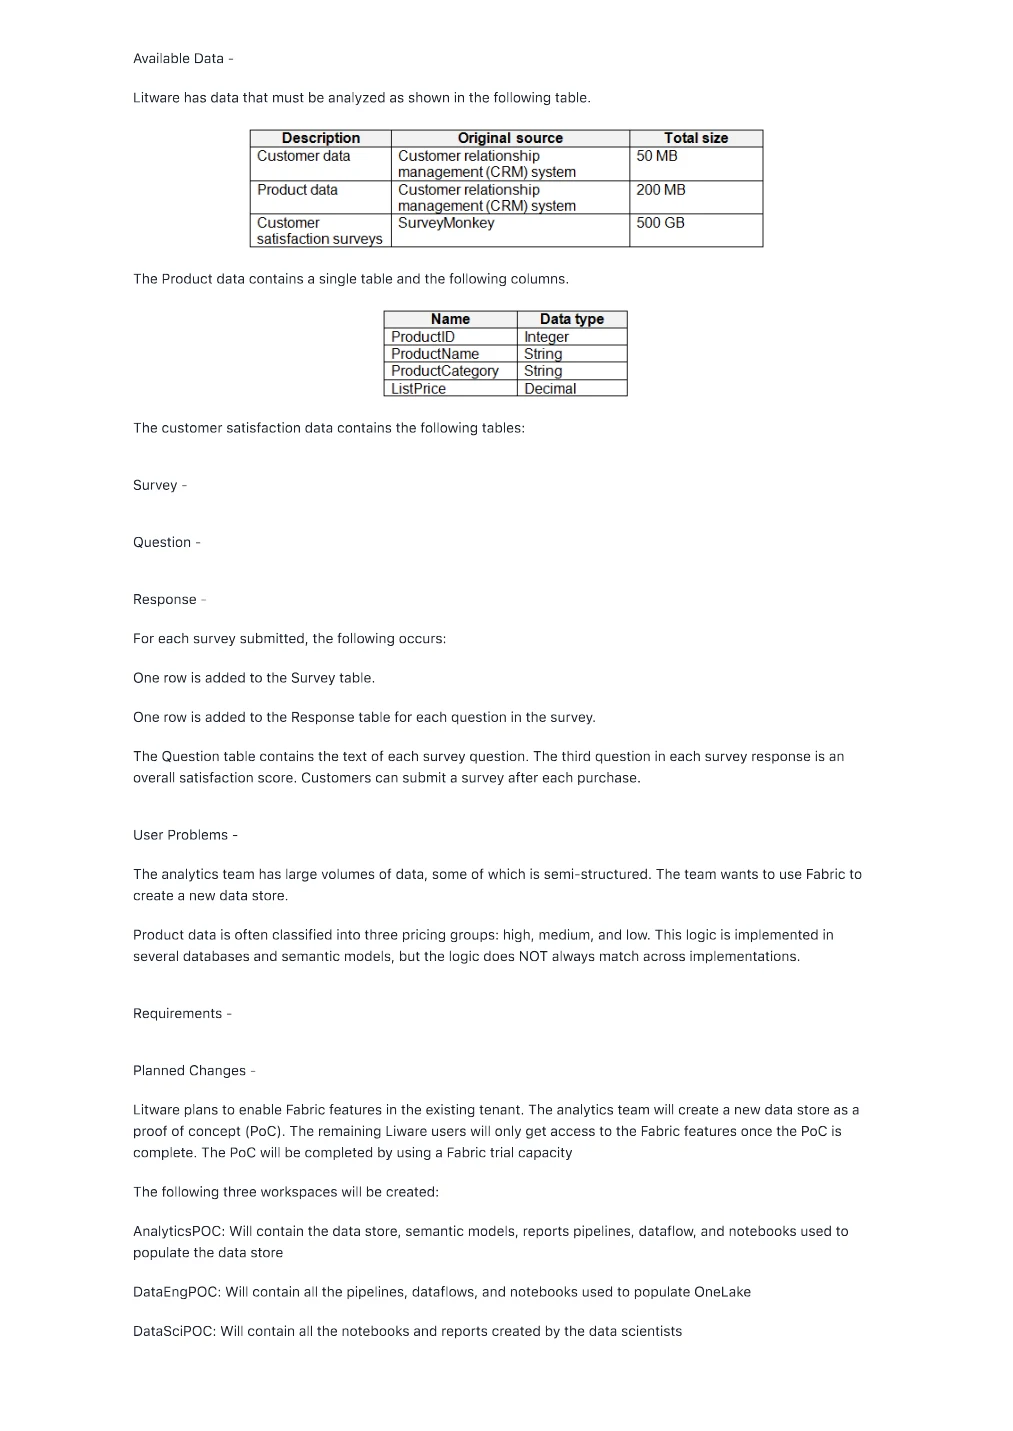 Available Data -
Litware has data that must be analyzed as shown in the following table.
Description Original source Total size
Customer data Customer relationship management (CRM) system 50 MB
Product data Customer relationship management (CRM) system 200 MB
Customer satisfaction surveys SurveyMonkey 500 GB
The Product data contains a single table and the following columns.
Name Data type
ProductID Integer
ProductName String
ProductCategory String
ListPrice Decimal
The customer satisfaction data contains the following tables:
Survey -
Question -
Response -
For each survey submitted, the following occurs:
One row is added to the Survey table.
One row is added to the Response table for each question in the survey.
The Question table contains the text of each survey question. The third question in each survey response is an
overall satisfaction score. Customers can submit a survey after each purchase.
User Problems -
The analytics team has large volumes of data, some of which is semi-structured. The team wants to use Fabric to
create a new data store.
Product data is often classified into three pricing groups: high, medium, and low. This logic is implemented in
several databases and semantic models, but the logic does NOT always match across implementations.
Requirements -
Planned Changes -
Litware plans to enable Fabric features in the existing tenant. The analytics team will create a new data store as a
proof of concept (PoC). The remaining Liware users will only get access to the Fabric features once the PoC is
complete. The PoC will be completed by using a Fabric trial capacity
The following three workspaces will be created:
AnalyticsPOC: Will contain the data store, semantic models, reports pipelines, dataflow, and notebooks used to
populate the data store
DataEngPOC: Will contain all the pipelines, dataflows, and notebooks used to populate OneLake
DataSciPOC: Will contain all the notebooks and reports created by the data scientists